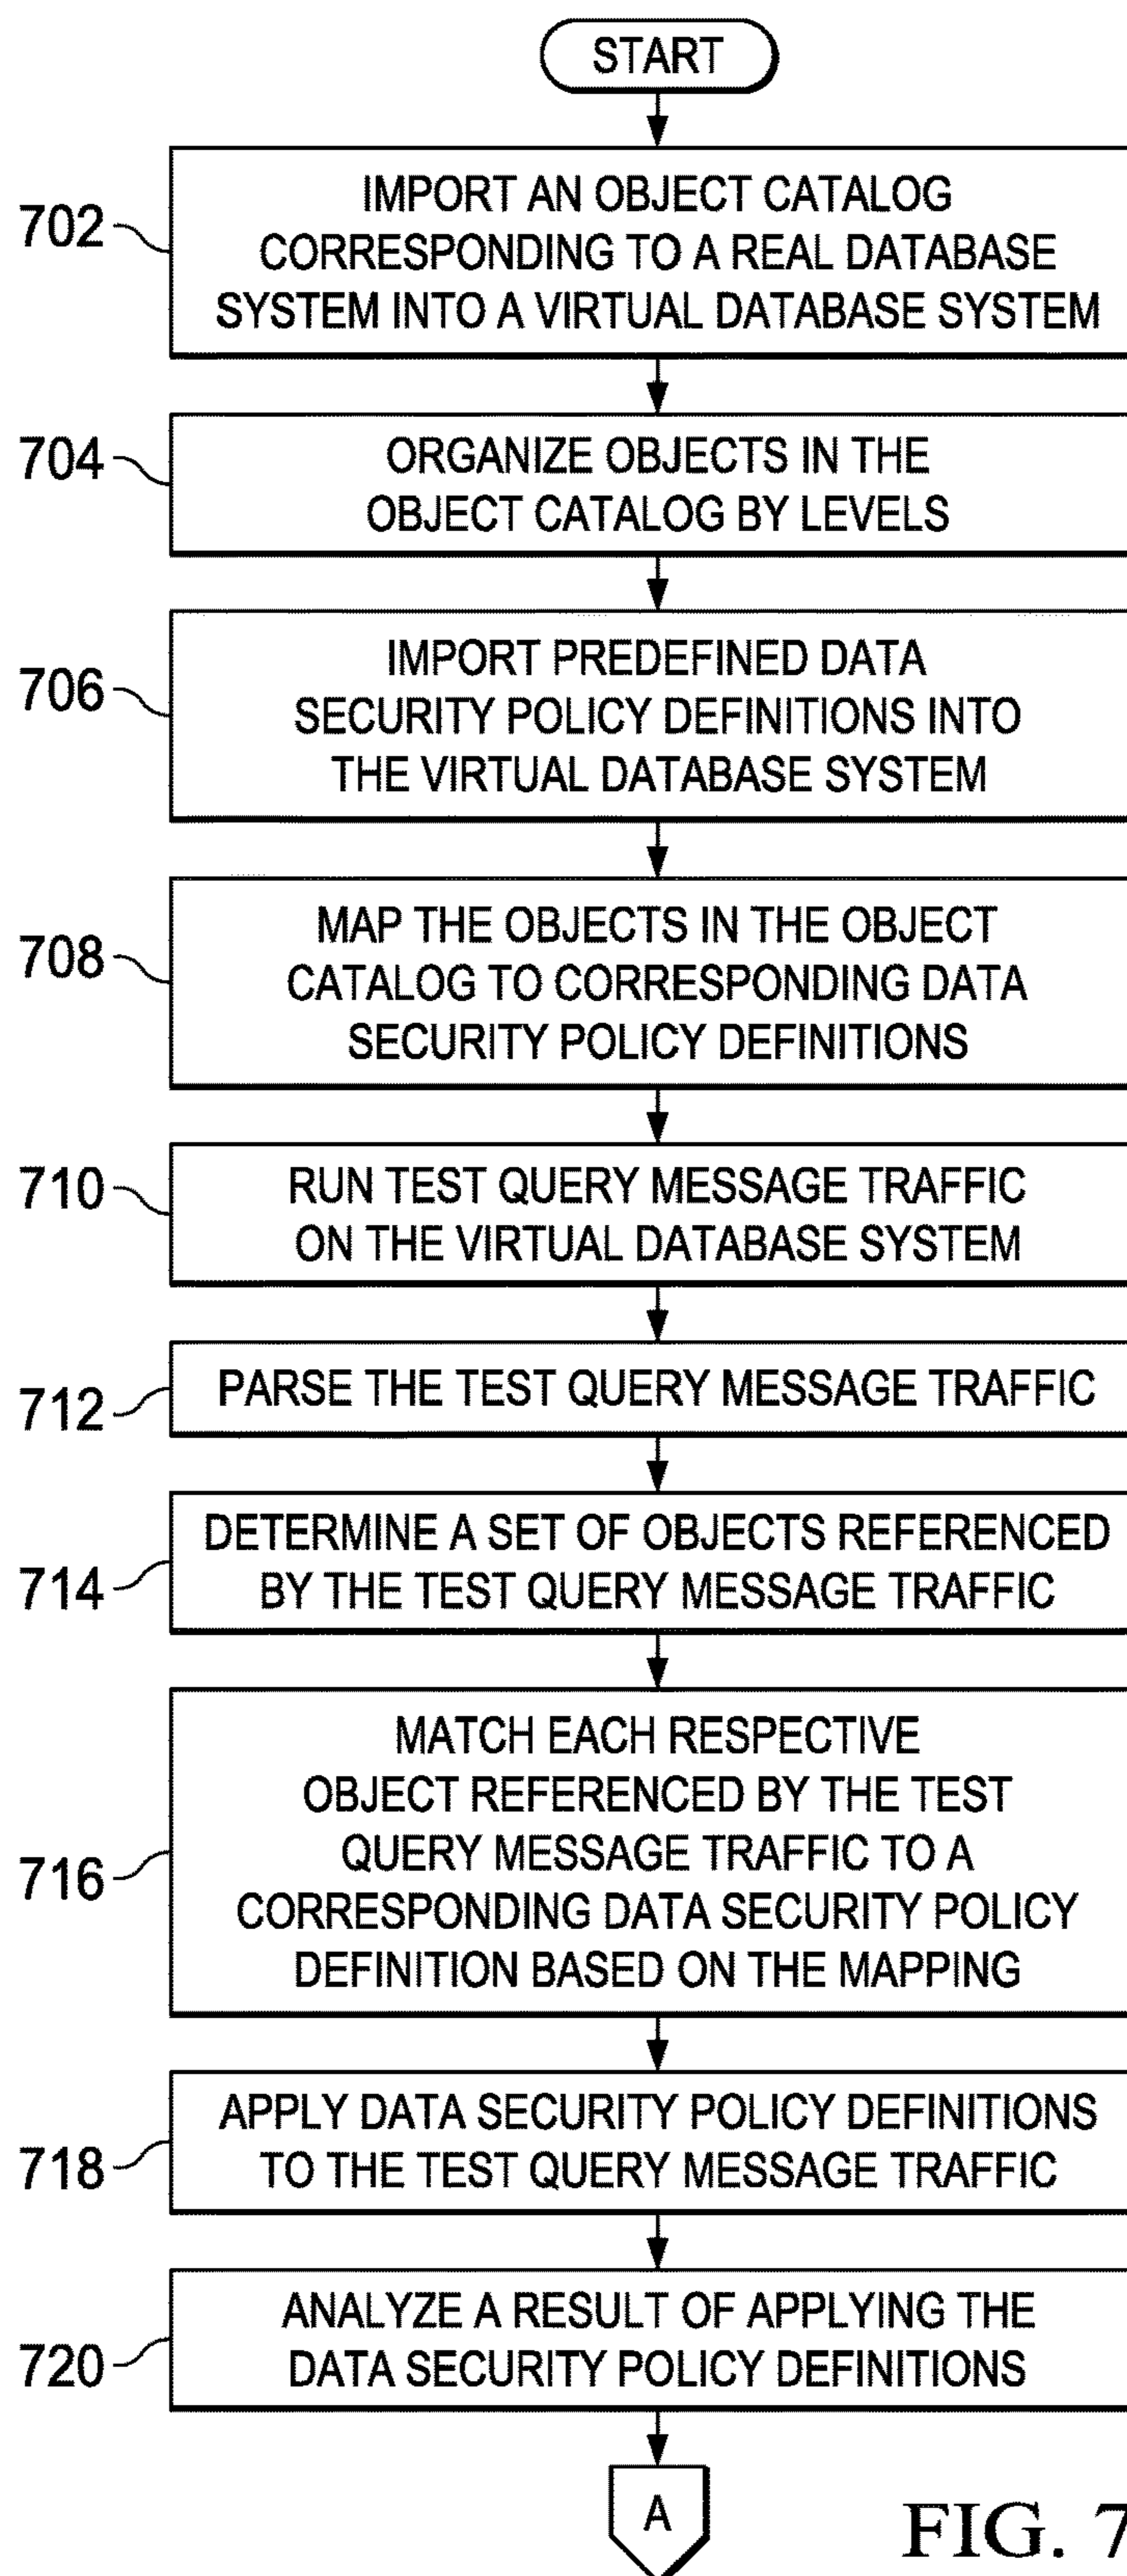 START
702
IMPORT AN OBJECT CATALOG
CORRESPONDING TO A REAL DATABASE
SYSTEM INTO A VIRTUAL DATABASE SYSTEM
704
ORGANIZE OBJECTS IN THE
OBJECT CATALOG BY LEVELS
706
IMPORT PREDEFINED DATA
SECURITY POLICY DEFINITIONS INTO
THE VIRTUAL DATABASE SYSTEM
708
MAP THE OBJECTS IN THE OBJECT
CATALOG TO CORRESPONDING DATA
SECURITY POLICY DEFINITIONS
710
RUN TEST QUERY MESSAGE TRAFFIC
ON THE VIRTUAL DATABASE SYSTEM
712
PARSE THE TEST QUERY MESSAGE TRAFFIC
714
DETERMINE A SET OF OBJECTS REFERENCED
BY THE TEST QUERY MESSAGE TRAFFIC
716
MATCH EACH RESPECTIVE
OBJECT REFERENCED BY THE TEST
QUERY MESSAGE TRAFFIC TO A
CORRESPONDING DATA SECURITY POLICY
DEFINITION BASED ON THE MAPPING
718
APPLY DATA SECURITY POLICY DEFINITIONS
TO THE TEST QUERY MESSAGE TRAFFIC
720
ANALYZE A RESULT OF APPLYING THE
DATA SECURITY POLICY DEFINITIONS
A
FIG. 7